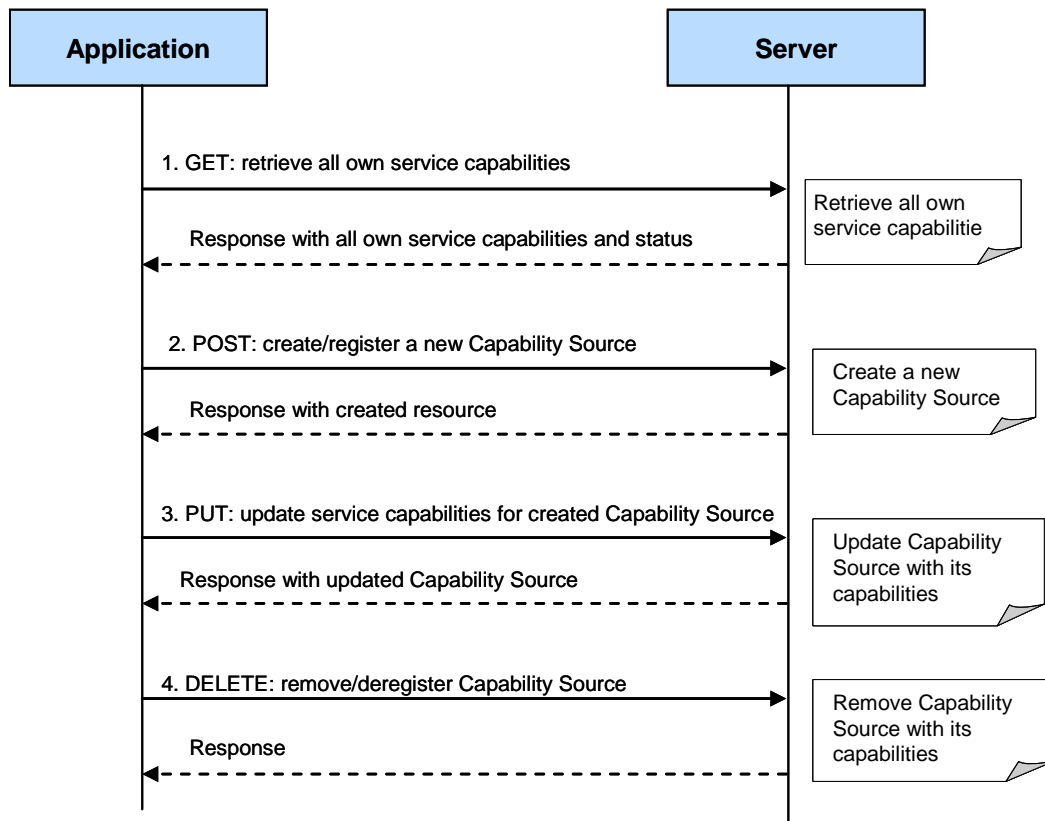 Application
Server
1. GET: retrieve all own service capabilities
Retrieve all own
service capabilitie
Response with all own service capabilities and status
2. POST: create/register a new Capability Source
Create a new
Capability Source
Response with created resource
3. PUT: update service capabilities for created Capability Source
Update Capability
Source with its
capabilities
Response with updated Capability Source
4. DELETE: remove/deregister Capability Source
Remove Capability
Source with its
capabilities
Response